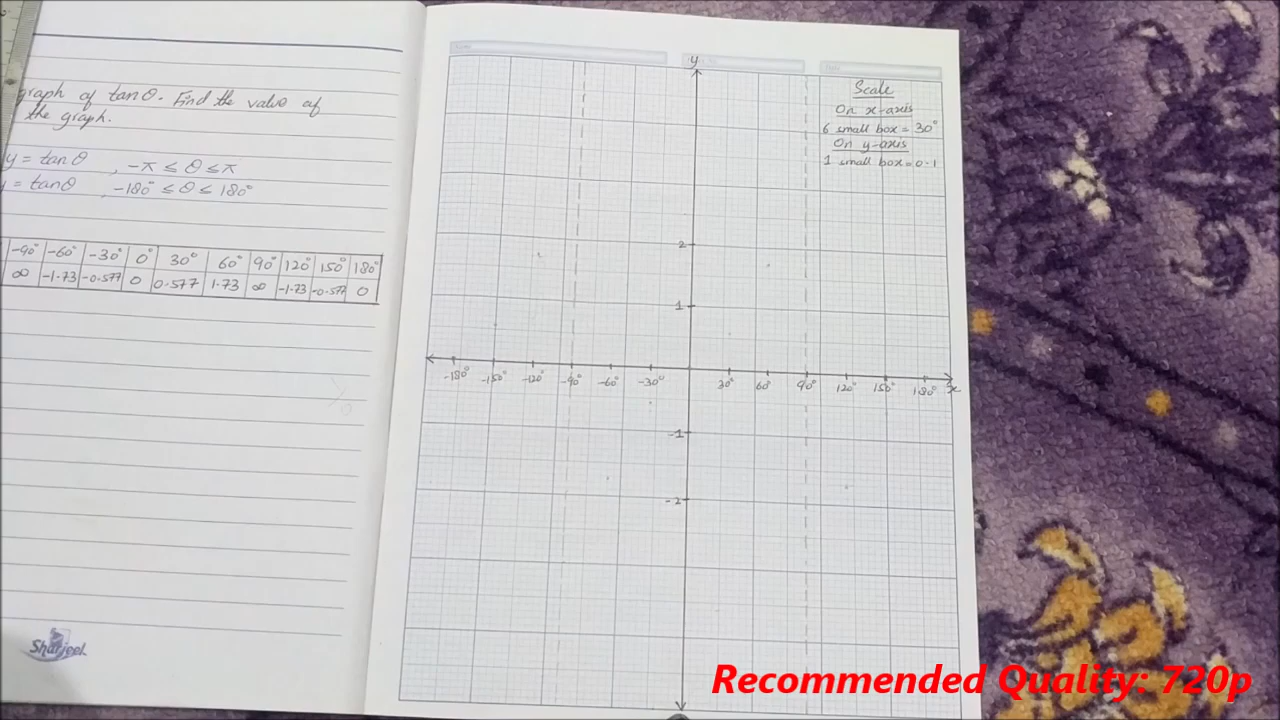 graph of tanθ. Find the value of
the graph.
y = tanθ , -π ≤ θ ≤ π
y = tanθ , -180° ≤ θ ≤ 180°
-90° -60° -30° 0° 30° 60° 90° 120° 150° 180°
∞ -1.73 -0.577 0 0.577 1.73 ∞ -1.73 -0.577 0
Sharjeel
y
Scale
On x-axis
6 small box = 30°
On y-axis
1 small box = 0.1
2
1
-180° -150° -120° -90° -60° -30° 30° 60° 90° 120° 150° 180° x
-1
-2
Recommended Quality: 720p